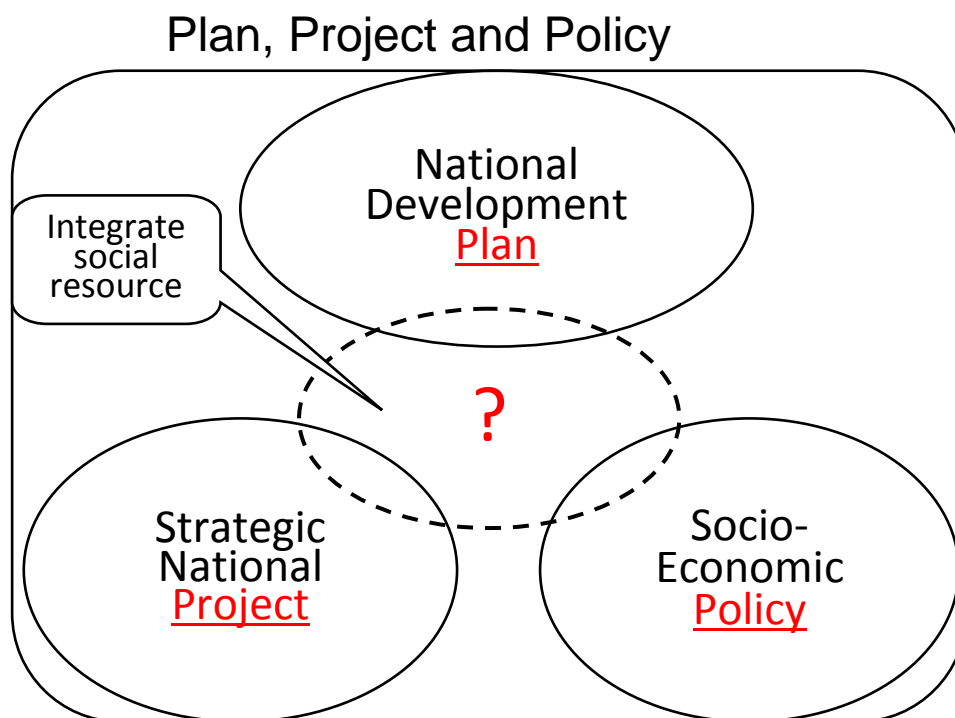 Plan, Project and Policy
National
Development
Plan
Integrate
social
resource
?
Strategic
National
Project
Socio-
Economic
Policy